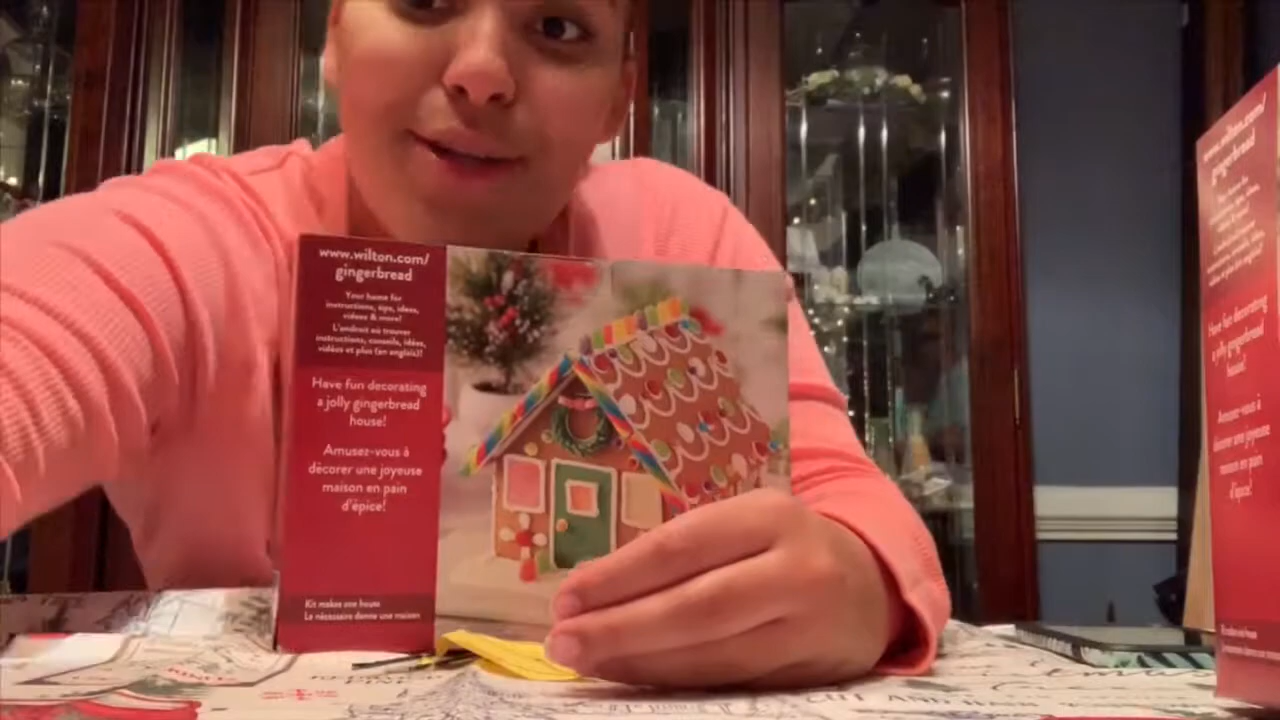 www.wilton.com/
gingerbread
Your home for
instructions, tips, ideas,
videos & more!
L'endroit où trouver
instructions, conseils, idées,
vidéos et plus (en anglais)!
Have fun decorating
a jolly gingerbread
house!
Amusez-vous à
décorer une joyeuse
maison en pain
d'épice!
Kit makes one house
Le nécessaire donne une maison
www.wilton.com/
gingerbread
Have fun decorating
a jolly gingerbread
house!
Amusez-vous à
décorer une joyeuse
maison en pain
d'épice!